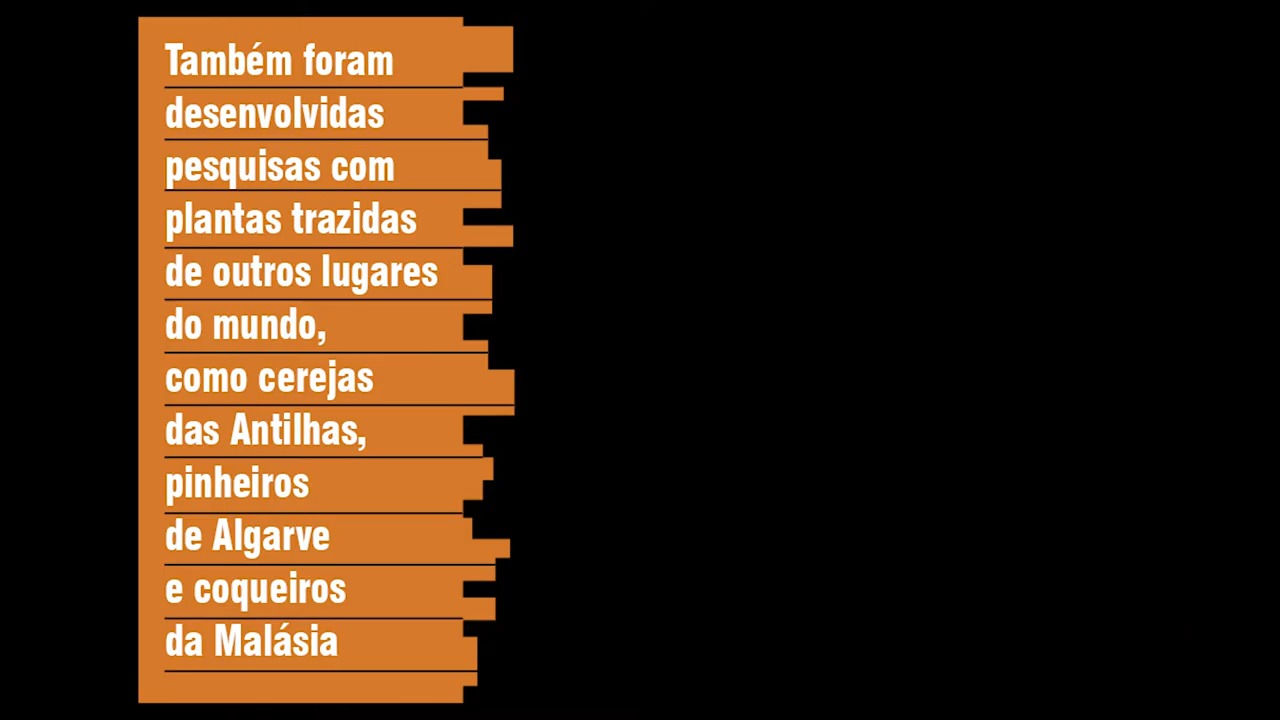 Também foram
desenvolvidas
pesquisas com
plantas trazidas
de outros lugares
do mundo,
como cerejas
das Antilhas,
pinheiros
de Algarve
e coqueiros
da Malásia